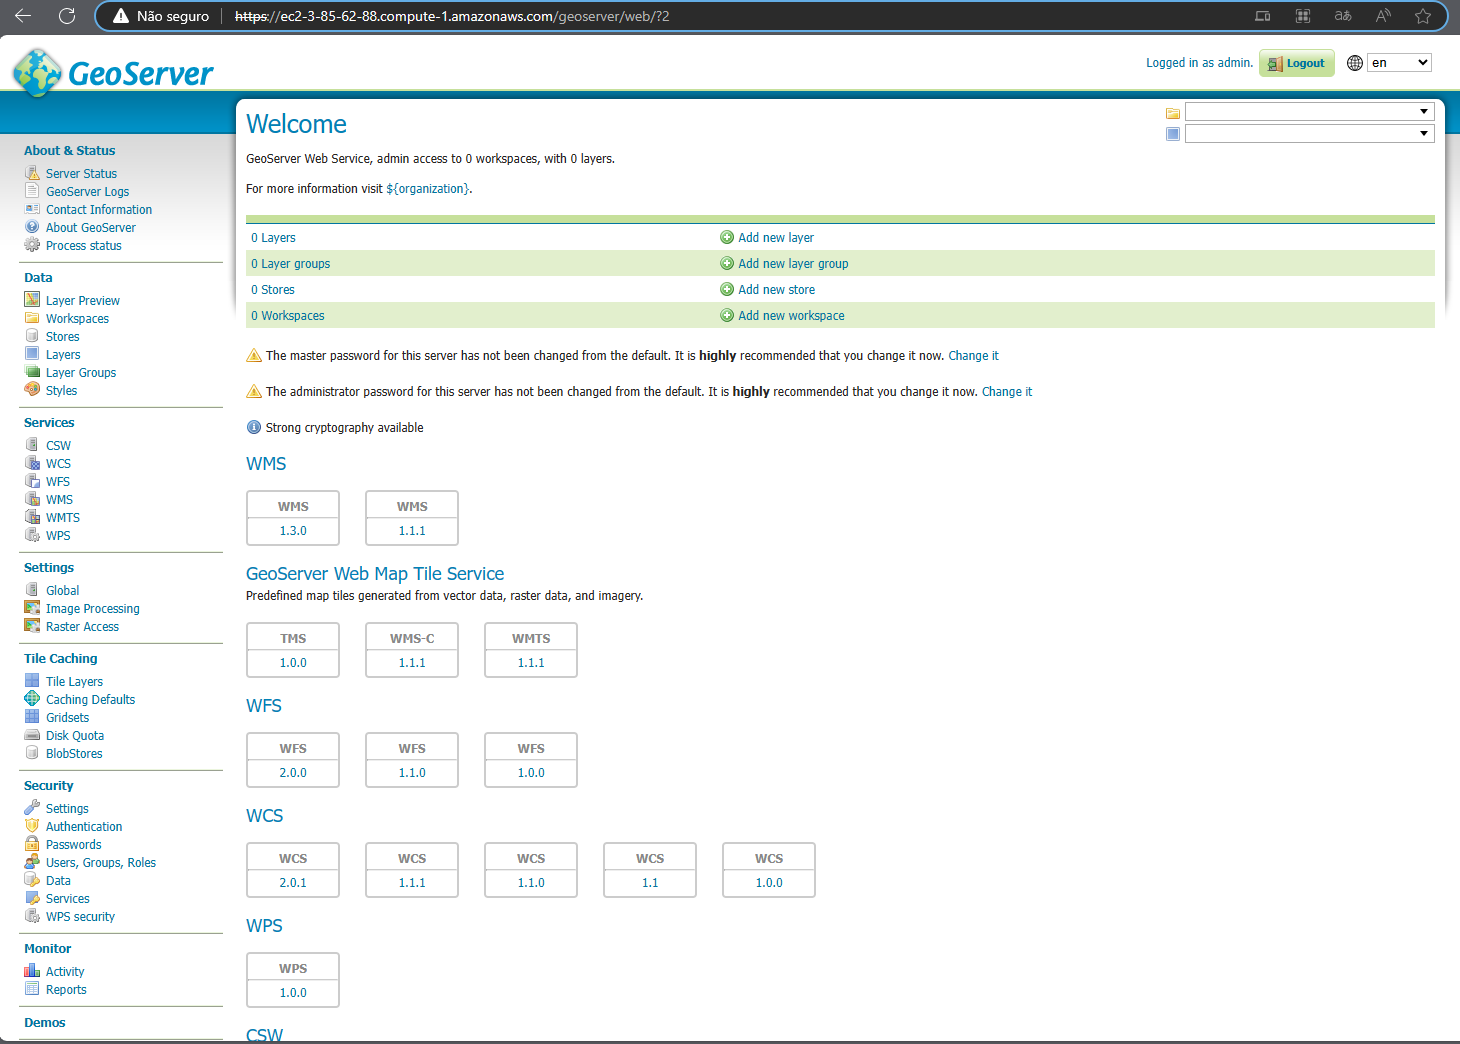 Não seguro
https://ec2-3-85-62-88.compute-1.amazonaws.com/geoserver/web/?2
GeoServer
Logged in as admin.
Logout
en
About & Status
Server Status
GeoServer Logs
Contact Information
About GeoServer
Process status
Data
Layer Preview
Workspaces
Stores
Layers
Layer Groups
Styles
Services
CSW
WCS
WFS
WMS
WMTS
WPS
Settings
Global
Image Processing
Raster Access
Tile Caching
Tile Layers
Caching Defaults
Gridsets
Disk Quota
BlobStores
Security
Settings
Authentication
Passwords
Users, Groups, Roles
Data
Services
WPS security
Monitor
Activity
Reports
Demos
Welcome
GeoServer Web Service, admin access to 0 workspaces, with 0 layers.
For more information visit ${organization}.
0 Layers Add new layer
0 Layer groups Add new layer group
0 Stores Add new store
0 Workspaces Add new workspace
The master password for this server has not been changed from the default. It is highly recommended that you change it now. Change it
The administrator password for this server has not been changed from the default. It is highly recommended that you change it now. Change it
Strong cryptography available
WMS
WMS WMS
1.3.0 1.1.1
GeoServer Web Map Tile Service
Predefined map tiles generated from vector data, raster data, and imagery.
TMS WMS-C WMTS
1.0.0 1.1.1 1.1.1
WFS
WFS WFS WFS
2.0.0 1.1.0 1.0.0
WCS
WCS WCS WCS WCS WCS
2.0.1 1.1.1 1.1.0 1.1 1.0.0
WPS
WPS
1.0.0
CSW